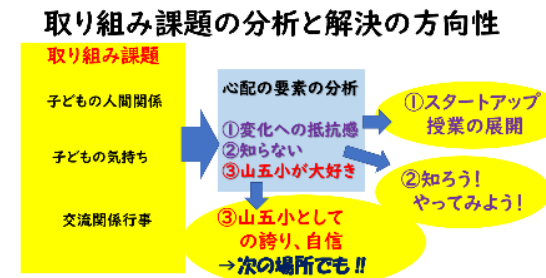 取り組み課題の分析と解決の方向性
取り組み課題
子どもの人間関係
子どもの気持ち
交流関係行事
心配の要素の分析
①変化への抵抗感
②知らない
③山五小が大好き
①スタートアップ
授業の展開
②知ろう!
やってみよう!
③山五小として
の誇り、自信
→次の場所でも!!